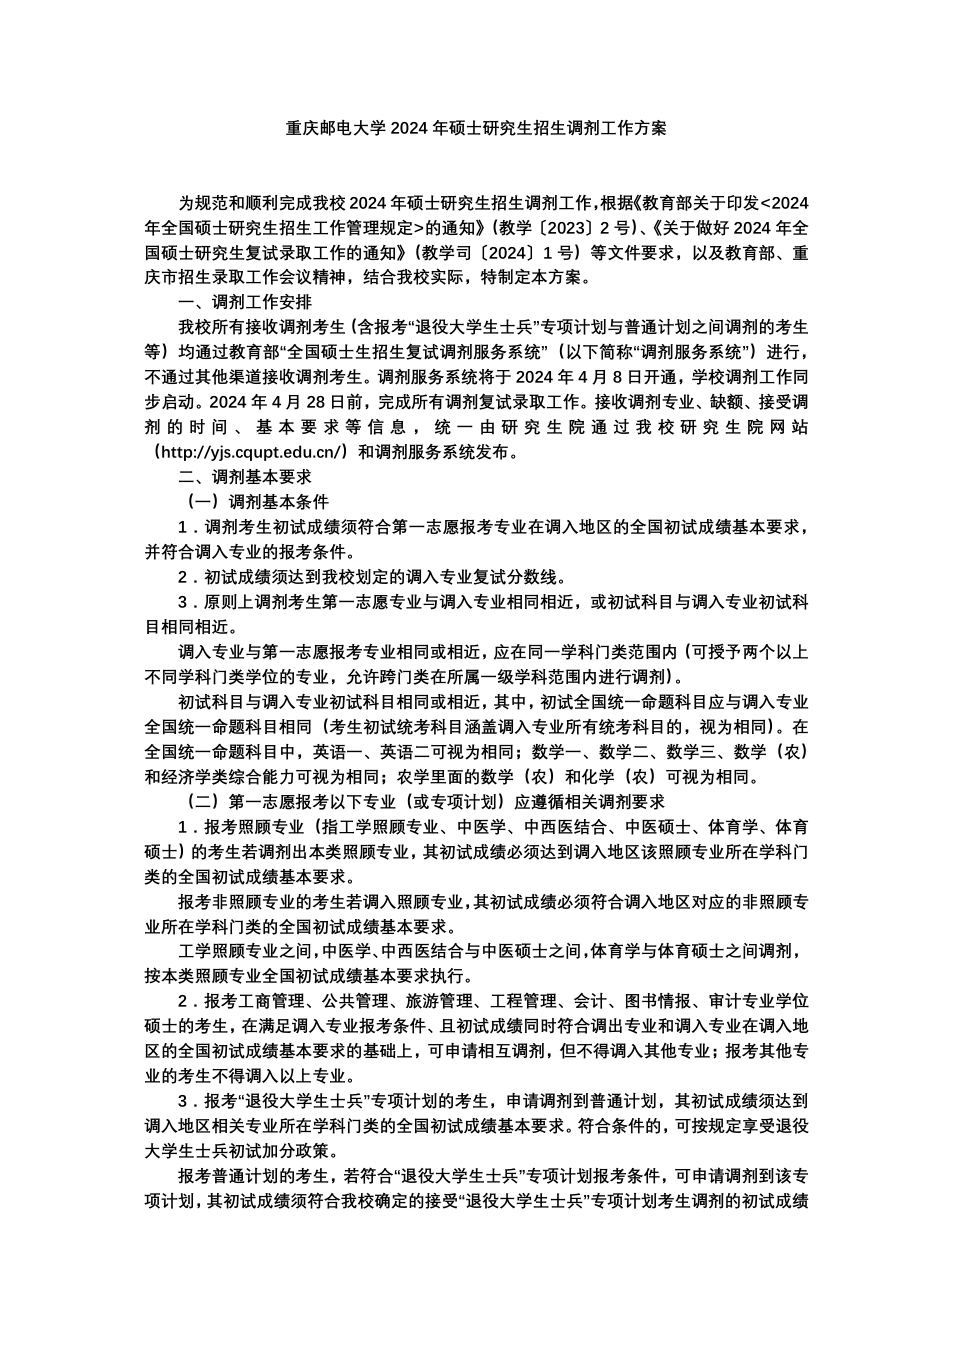 重庆邮电大学 2024 年硕士研究生招生调剂工作方案
为规范和顺利完成我校 2024 年硕士研究生招生调剂工作，根据《教育部关于印发<2024
年全国硕士研究生招生工作管理规定>的通知》（教学〔2023〕2 号）、《关于做好 2024 年全
国硕士研究生复试录取工作的通知》（教学司〔2024〕1 号）等文件要求，以及教育部、重
庆市招生录取工作会议精神，结合我校实际，特制定本方案。
一、调剂工作安排
我校所有接收调剂考生（含报考“退役大学生士兵”专项计划与普通计划之间调剂的考生
等）均通过教育部“全国硕士生招生复试调剂服务系统”（以下简称“调剂服务系统”）进行，
不通过其他渠道接收调剂考生。调剂服务系统将于 2024 年 4 月 8 日开通，学校调剂工作同
步启动。2024 年 4 月 28 日前，完成所有调剂复试录取工作。接收调剂专业、缺额、接受调
剂的时间、基本要求等信息，统一由研究生院通过我校研究生院网站
（http://yjs.cqupt.edu.cn/）和调剂服务系统发布。
二、调剂基本要求
（一）调剂基本条件
1．调剂考生初试成绩须符合第一志愿报考专业在调入地区的全国初试成绩基本要求，
并符合调入专业的报考条件。
2．初试成绩须达到我校划定的调入专业复试分数线。
3．原则上调剂考生第一志愿专业与调入专业相同相近，或初试科目与调入专业初试科
目相同相近。
调入专业与第一志愿报考专业相同或相近，应在同一学科门类范围内（可授予两个以上
不同学科门类学位的专业，允许跨门类在所属一级学科范围内进行调剂）。
初试科目与调入专业初试科目相同或相近，其中，初试全国统一命题科目应与调入专业
全国统一命题科目相同（考生初试统考科目涵盖调入专业所有统考科目的，视为相同）。在
全国统一命题科目中，英语一、英语二可视为相同；数学一、数学二、数学三、数学（农）
和经济学类综合能力可视为相同；农学里面的数学（农）和化学（农）可视为相同。
（二）第一志愿报考以下专业（或专项计划）应遵循相关调剂要求
1．报考照顾专业（指工学照顾专业、中医学、中西医结合、中医硕士、体育学、体育
硕士）的考生若调剂出本类照顾专业，其初试成绩必须达到调入地区该照顾专业所在学科门
类的全国初试成绩基本要求。
报考非照顾专业的考生若调入照顾专业，其初试成绩必须符合调入地区对应的非照顾专
业所在学科门类的全国初试成绩基本要求。
工学照顾专业之间，中医学、中西医结合与中医硕士之间，体育学与体育硕士之间调剂，
按本类照顾专业全国初试成绩基本要求执行。
2．报考工商管理、公共管理、旅游管理、工程管理、会计、图书情报、审计专业学位
硕士的考生，在满足调入专业报考条件、且初试成绩同时符合调出专业和调入专业在调入地
区的全国初试成绩基本要求的基础上，可申请相互调剂，但不得调入其他专业；报考其他专
业的考生不得调入以上专业。
3．报考“退役大学生士兵”专项计划的考生，申请调剂到普通计划，其初试成绩须达到
调入地区相关专业所在学科门类的全国初试成绩基本要求。符合条件的，可按规定享受退役
大学生士兵初试加分政策。
报考普通计划的考生，若符合“退役大学生士兵”专项计划报考条件，可申请调剂到该专
项计划，其初试成绩须符合我校确定的接受“退役大学生士兵”专项计划考生调剂的初试成绩